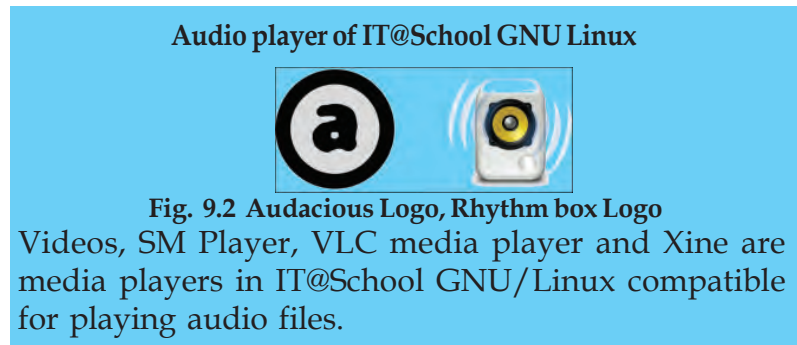 Audio player of IT@School GNU Linux
a
Fig. 9.2 Audacious Logo, Rhythm box Logo
Videos, SM Player, VLC media player and Xine are
media players in IT@School GNU/Linux compatible
for playing audio files.